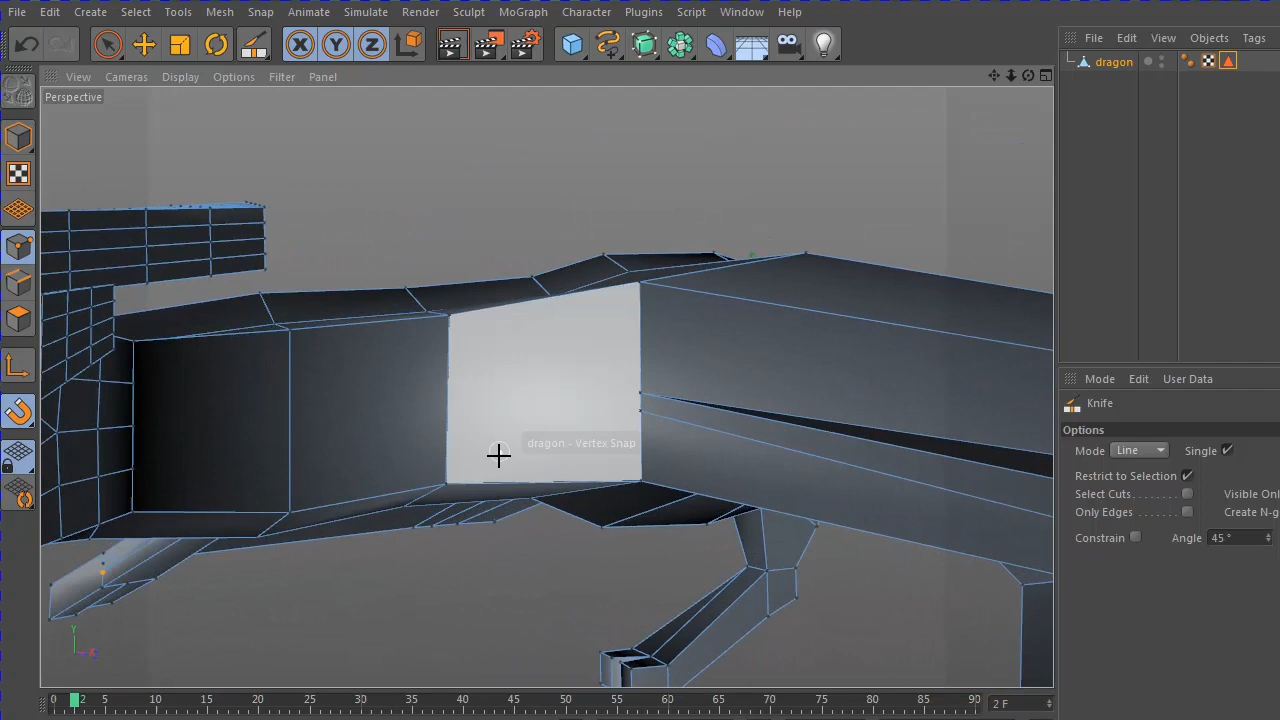 File Edit Create Select Tools Mesh Snap Animate Simulate Render Sculpt MoGraph Character Plugins Script Window Help
File Edit View Objects Tags
dragon
View Cameras Display Options Filter Panel
Perspective
dragon - Vertex Snap
Y
X
Mode Edit User Data
Knife
Options
Mode Line Single
Restrict to Selection
Select Cuts Visible Onl
Only Edges Create N-g
Constrain Angle 45 °
0 2 5 10 15 20 25 30 35 40 45 50 55 60 65 70 75 80 85 90 2 F